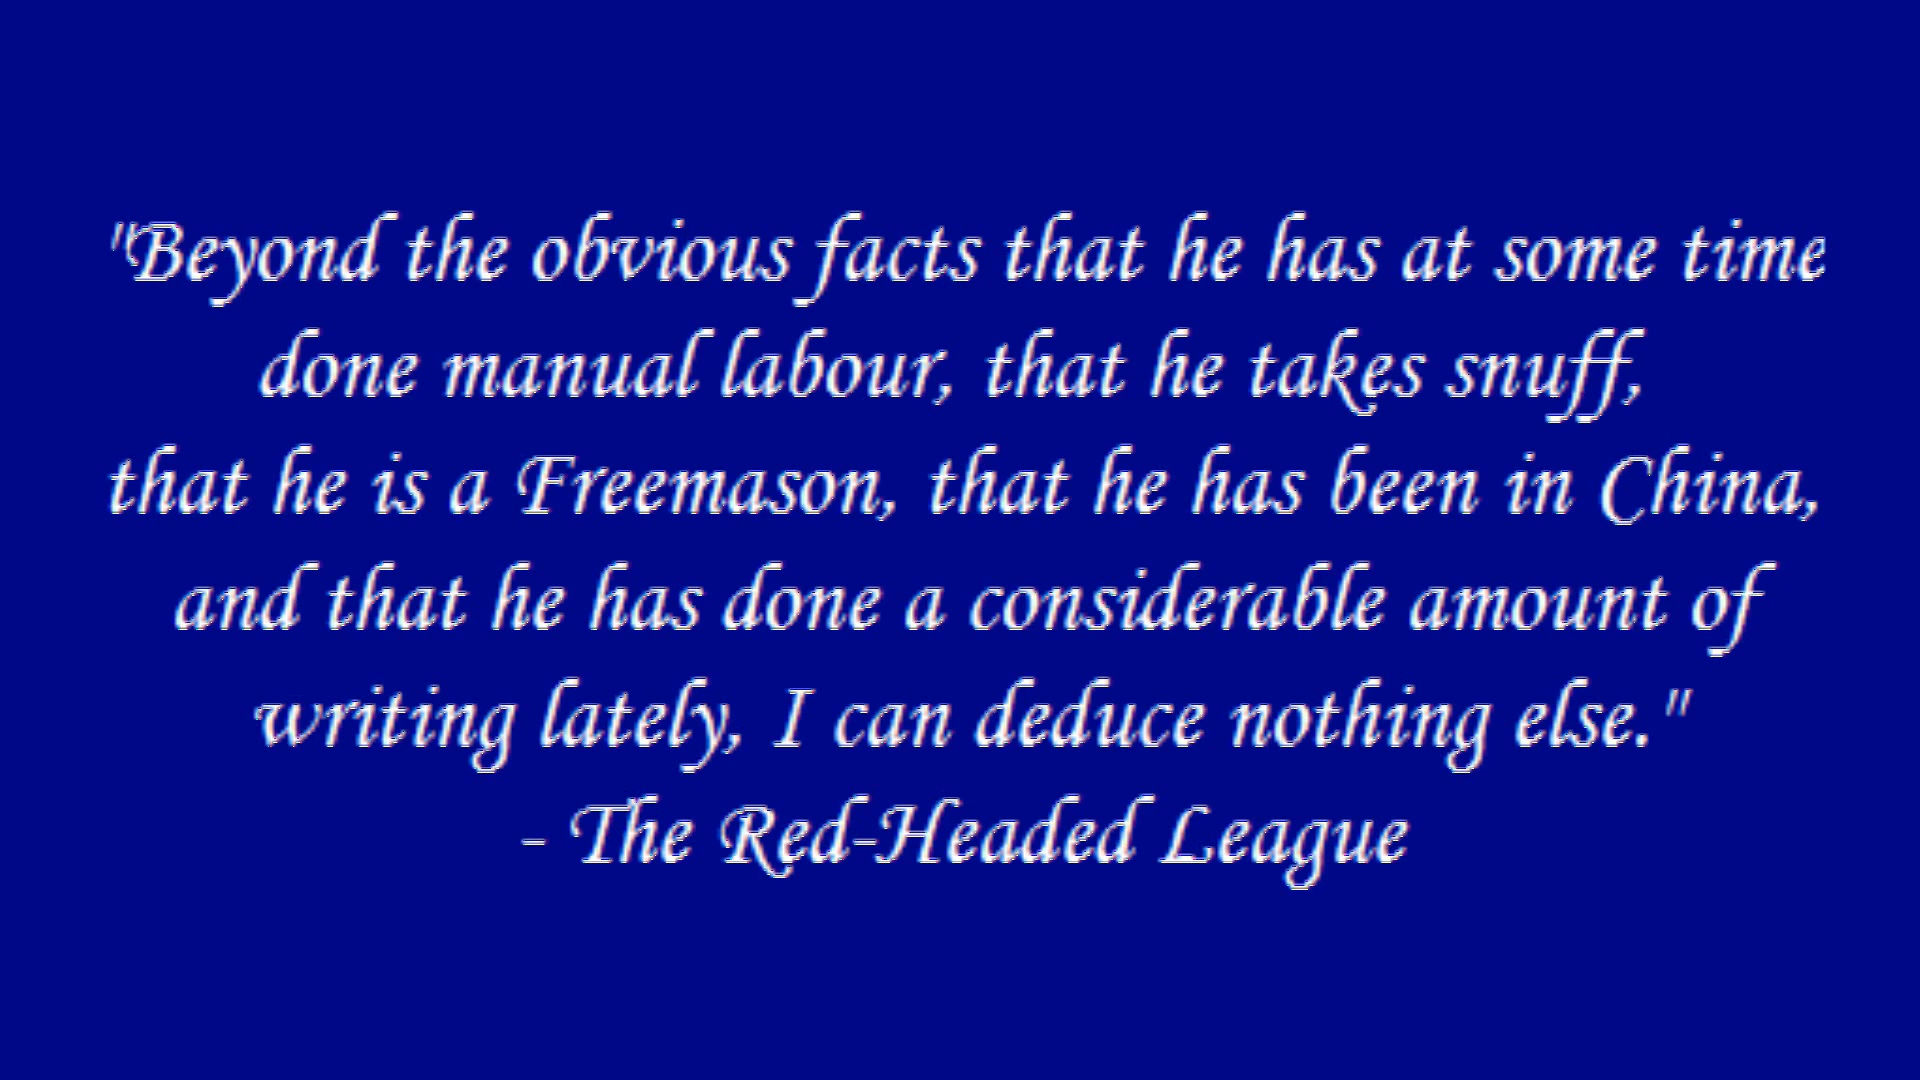 "Beyond the obvious facts that he has at some time
done manual labour, that he takes snuff,
that he is a Freemason, that he has been in China,
and that he has done a considerable amount of
writing lately, I can deduce nothing else."
- The Red-Headed League